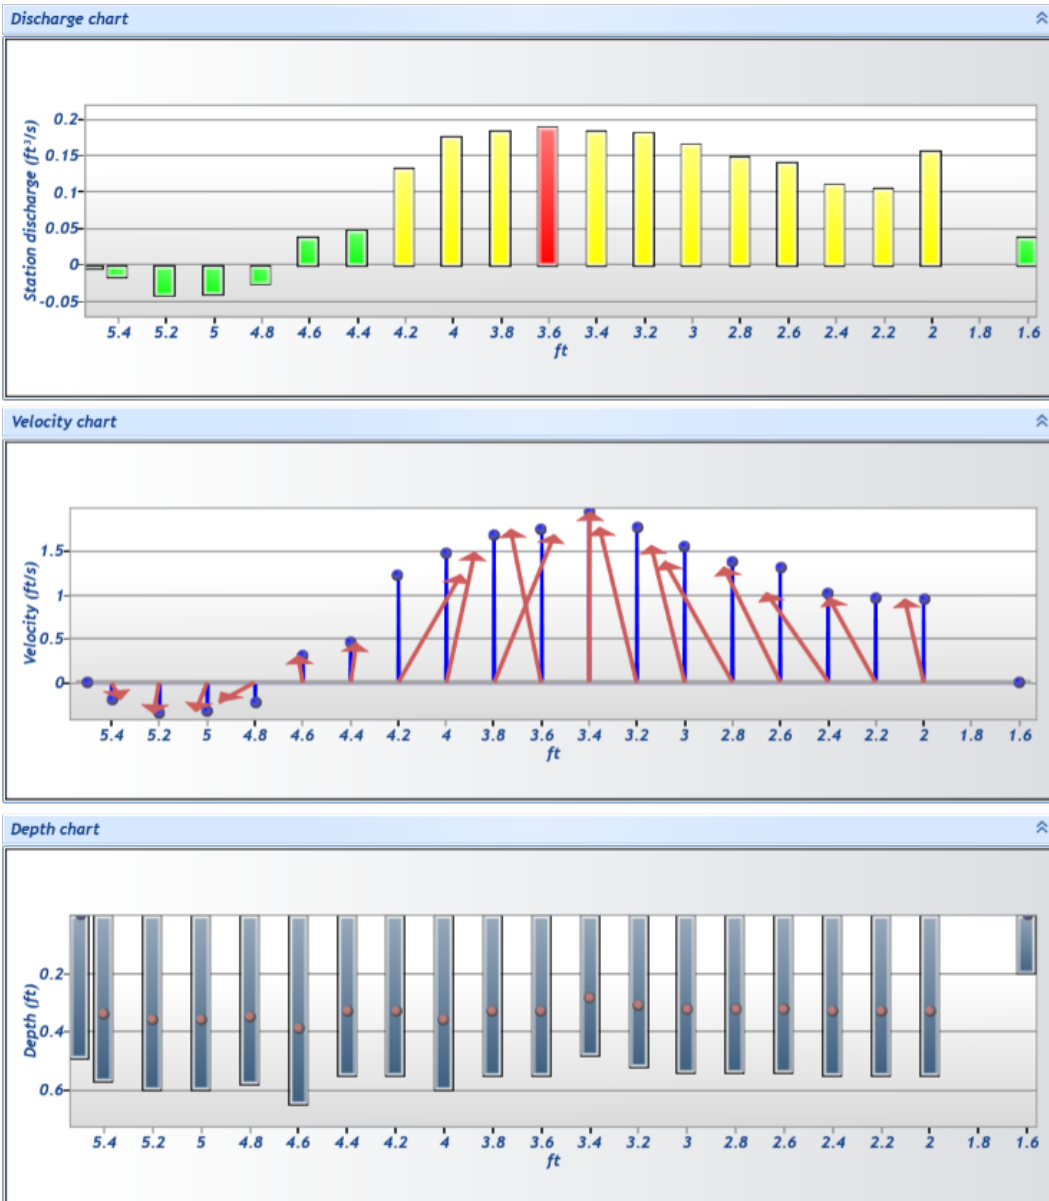 Discharge chart
Station discharge (ft³/s)
0.2
0.15
0.1
0.05
0
-0.05
5.4 5.2 5 4.8 4.6 4.4 4.2 4 3.8 3.6 3.4 3.2 3 2.8 2.6 2.4 2.2 2 1.8 1.6
ft
Velocity chart
Velocity (ft/s)
1.5
1
0.5
0
5.4 5.2 5 4.8 4.6 4.4 4.2 4 3.8 3.6 3.4 3.2 3 2.8 2.6 2.4 2.2 2 1.8 1.6
ft
Depth chart
Depth (ft)
0.2
0.4
0.6
5.4 5.2 5 4.8 4.6 4.4 4.2 4 3.8 3.6 3.4 3.2 3 2.8 2.6 2.4 2.2 2 1.8 1.6
ft